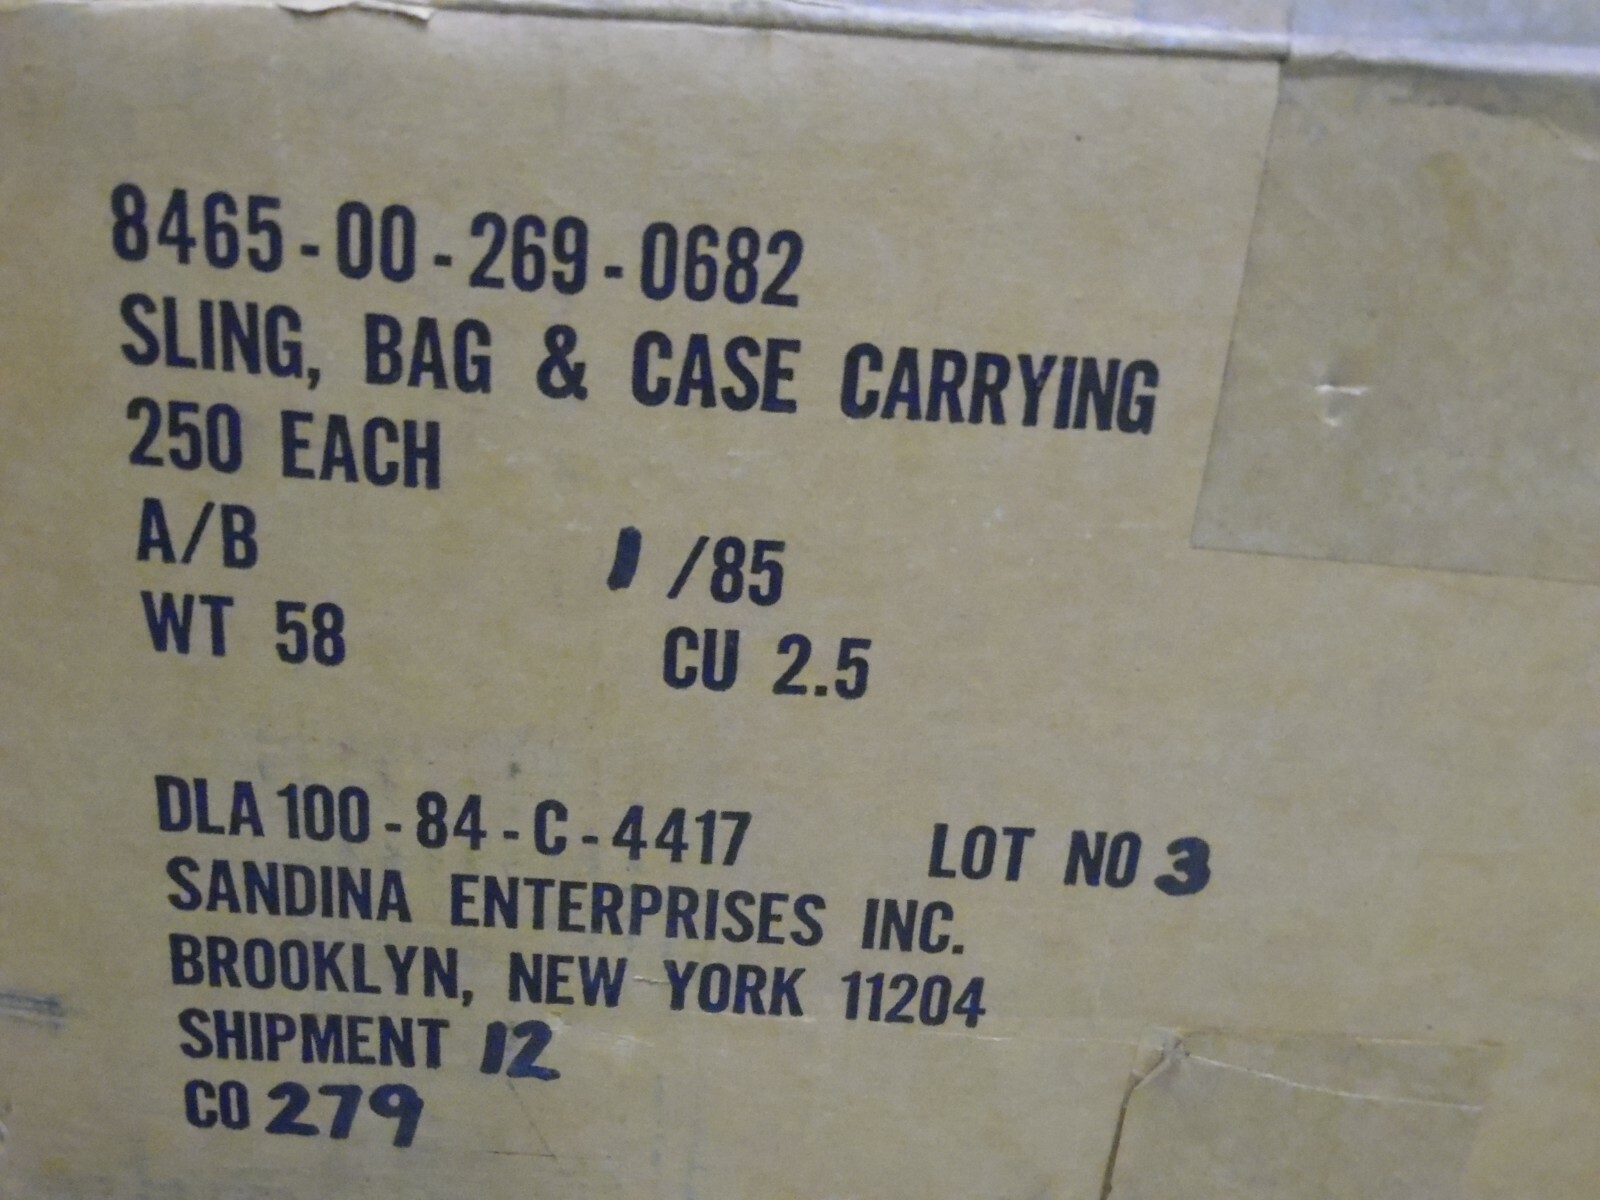 8465-00-269-0682
SLING, BAG & CASE CARRYING
250 EACH
A/B 1/85
WT 58 CU 2.5
DLA 100-84-C-4417 LOT NO 3
SANDINA ENTERPRISES INC.
BROOKLYN, NEW YORK 11204
SHIPMENT 12
CO 279